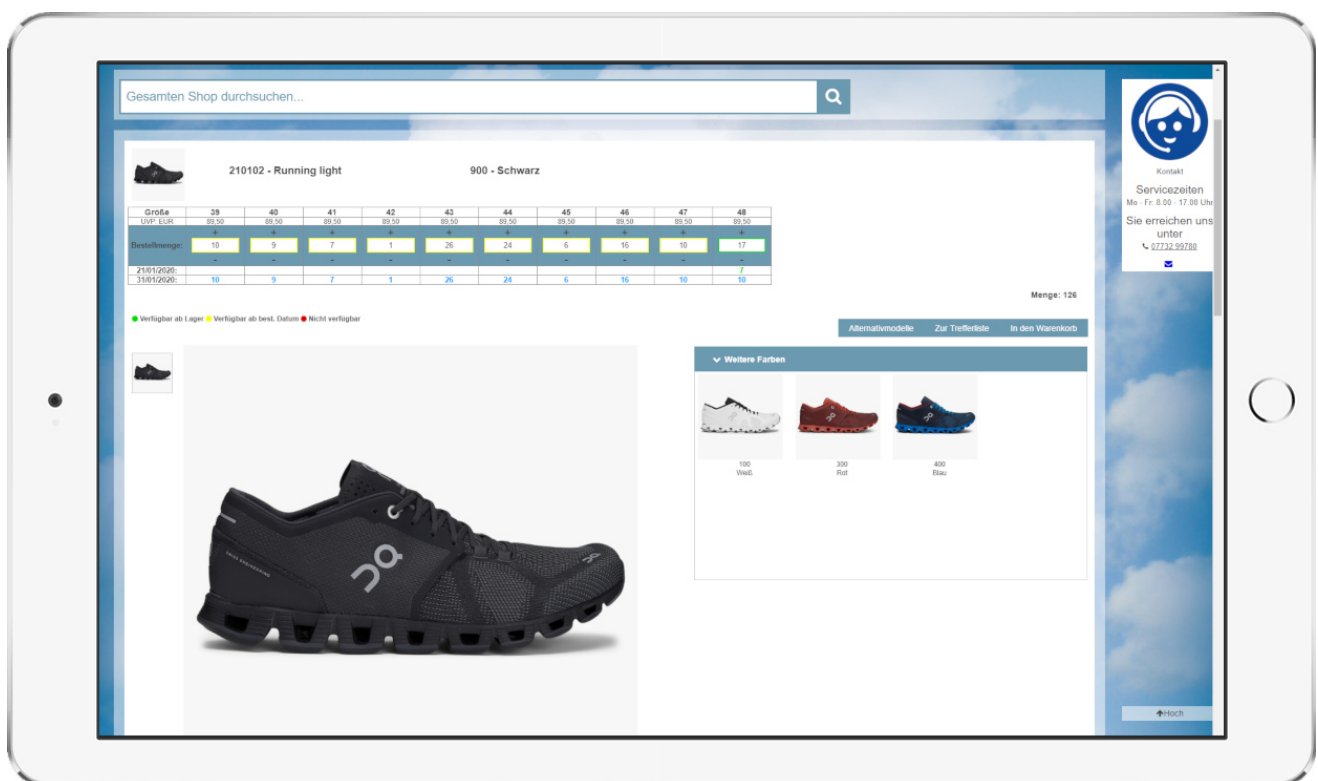 Gesamten Shop durchsuchen...
210102 - Running light 900 - Schwarz
Größe 39 40 41 42 43 44 45 46 47 48
UVP. EUR 89,50 89,50 89,50 89,50 89,50 89,50 89,50 89,50 89,50 89,50
+ + + + + + + + + +
Bestellmenge: 10 9 7 1 26 24 6 16 10 17
- - - - - - - - - -
21/01/2020: 7
31/01/2020: 10 9 7 1 26 24 6 16 10 10
Menge: 126
Verfügbar ab Lager Verfügbar ab best. Datum Nicht verfügbar
Alternativmodelle Zur Trefferliste In den Warenkorb
Weitere Farben
100 300 400
Weiß Rot Blau
SWISS ENGINEERING
Kontakt
Servicezeiten
Mo - Fr: 8.00 - 17.00 Uhr
Sie erreichen uns
unter
07732 99788
Hoch